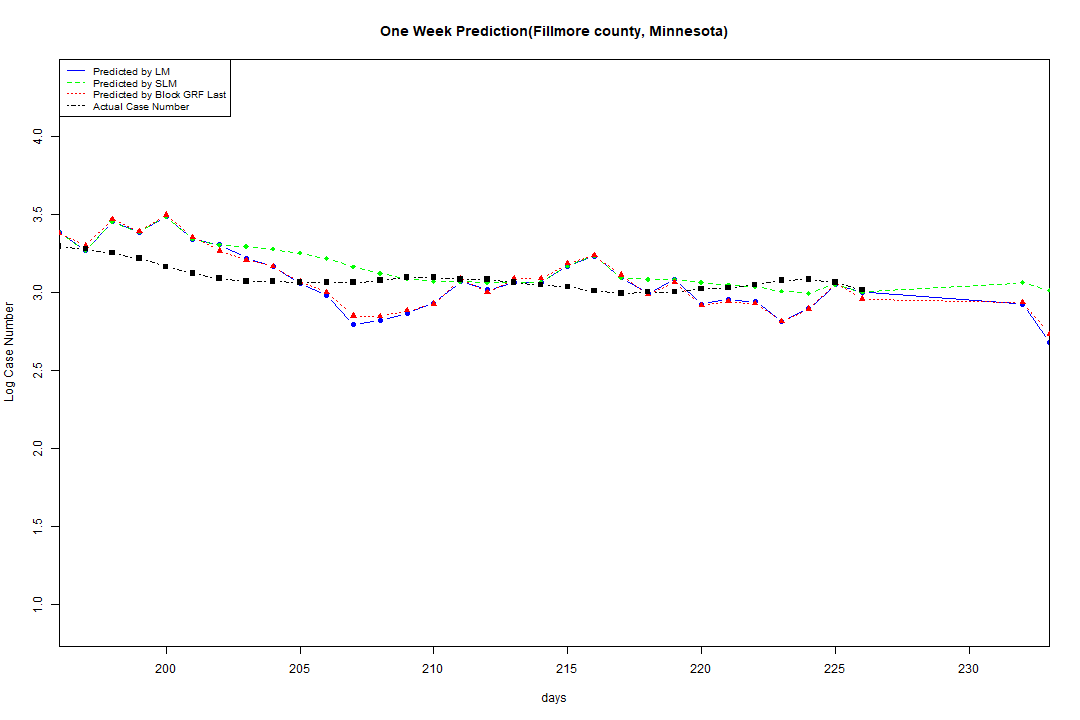 One Week Prediction(Fillmore county, Minnesota)
Predicted by LM
Predicted by SLM
Predicted by Block GRF Last
Actual Case Number
4.0
3.5
3.0
2.5
2.0
1.5
1.0
Log Case Number
200 205 210 215 220 225 230
days